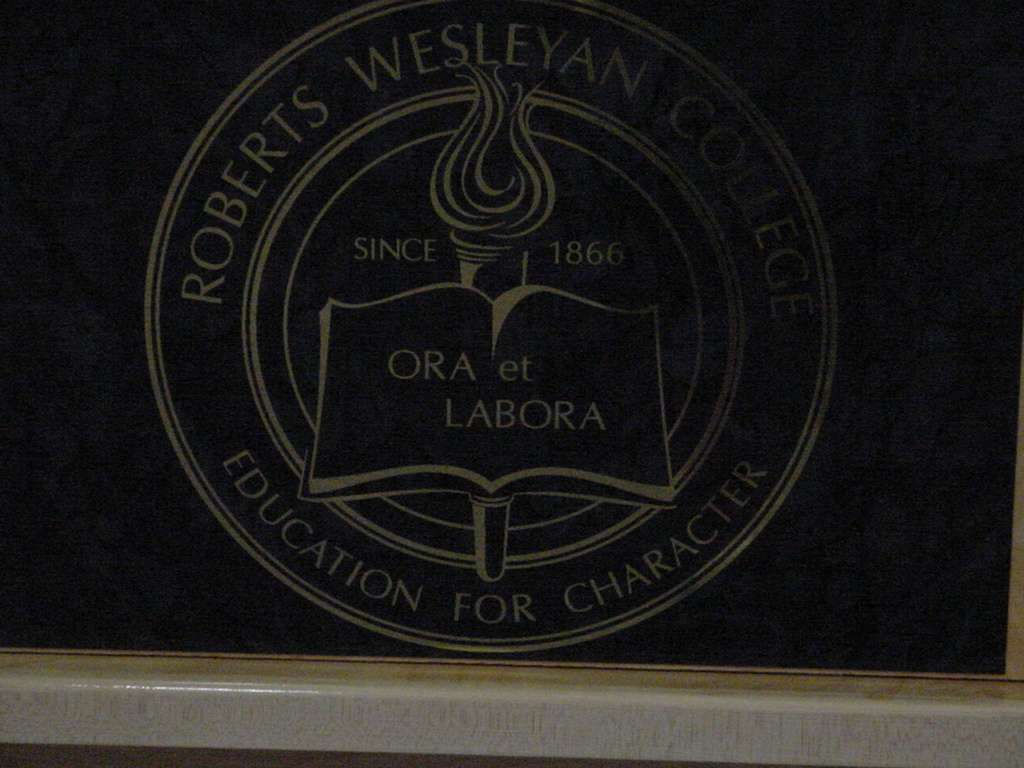 ROBERTS WESLEYAN COLLEGE
SINCE 1866
ORA et
LABORA
EDUCATION FOR CHARACTER